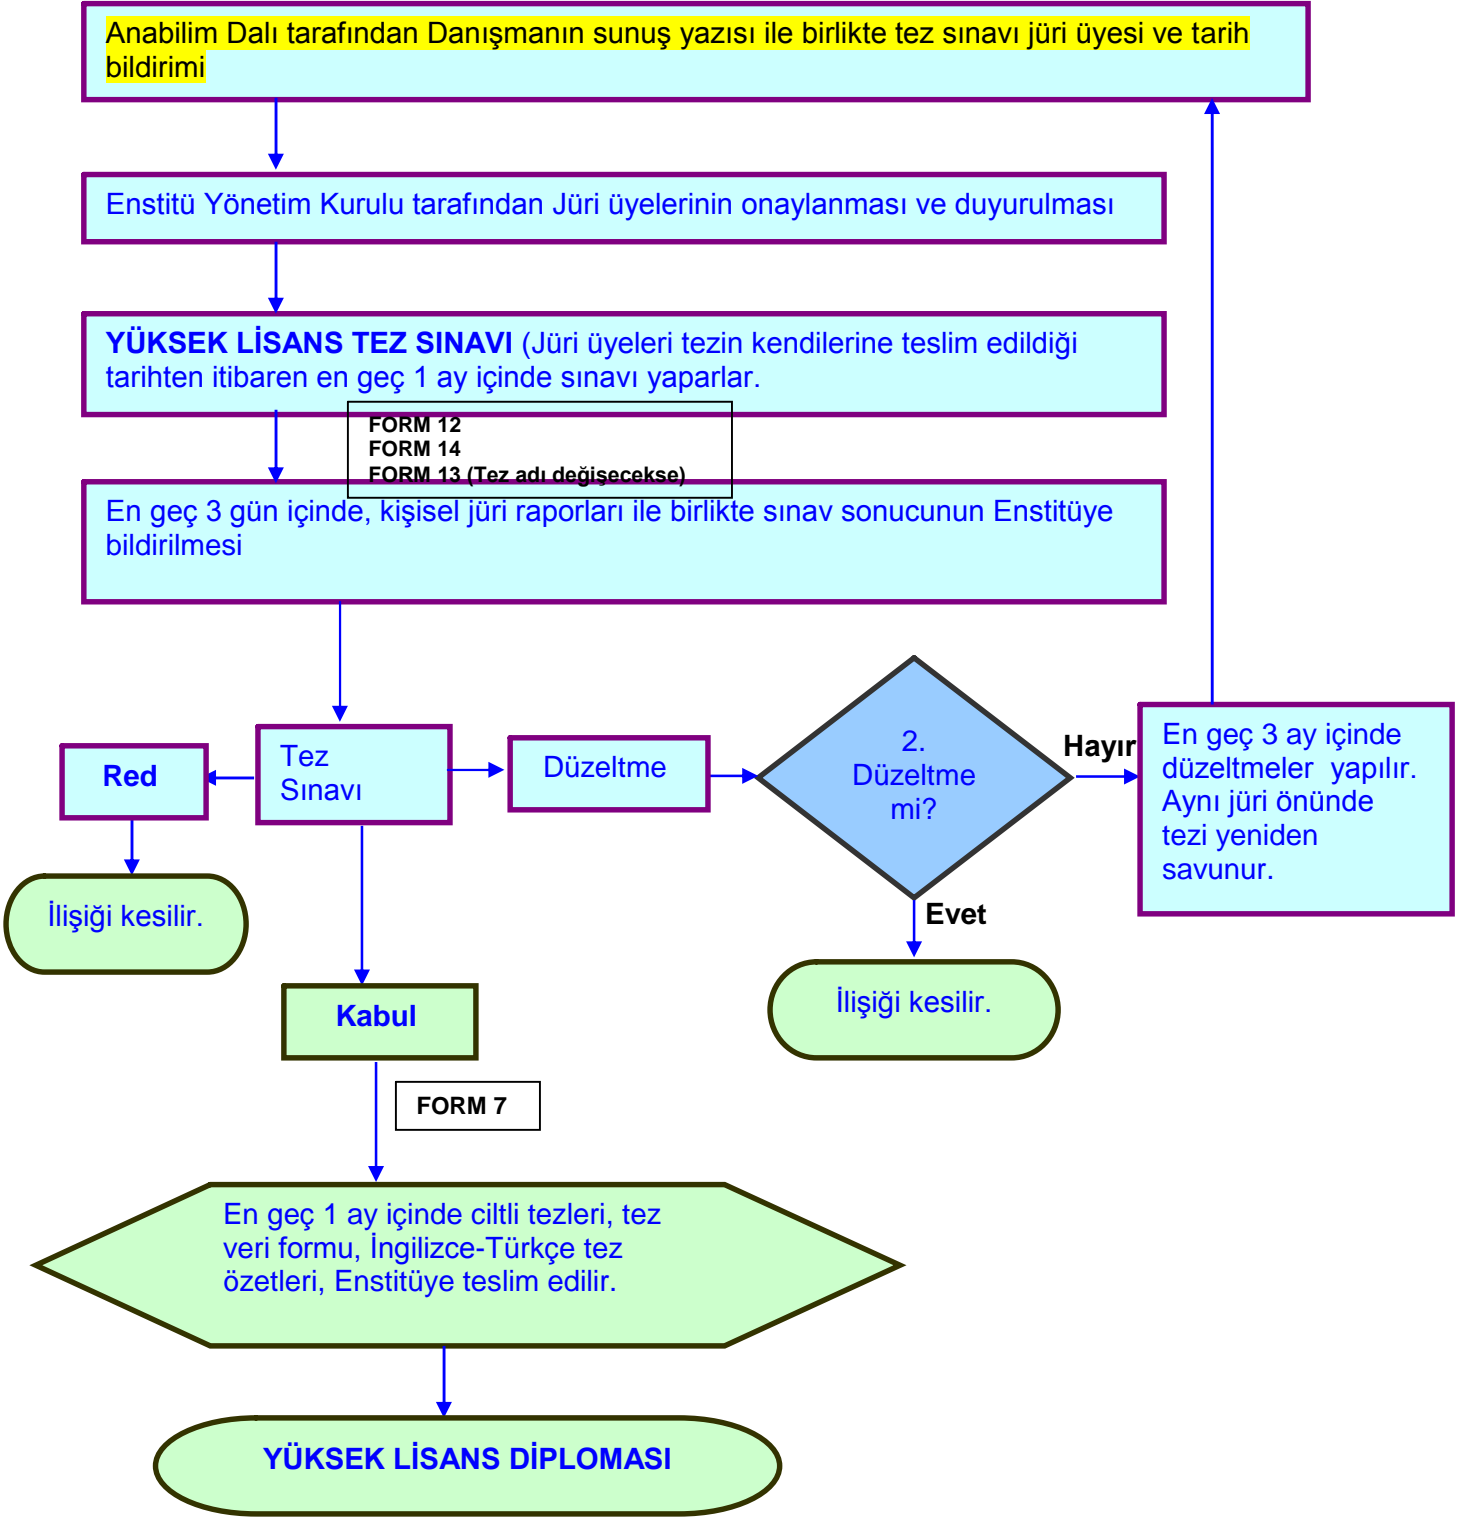 Anabilim Dalı tarafından Danışmanın sunuş yazısı ile birlikte tez sınavı jüri üyesi ve tarih
bildirimi
Enstitü Yönetim Kurulu tarafından Jüri üyelerinin onaylanması ve duyurulması
YÜKSEK LİSANS TEZ SINAVI (Jüri üyeleri tezin kendilerine teslim edildiği
tarihten itibaren en geç 1 ay içinde sınavı yaparlar.
FORM 12
FORM 14
FORM 13 (Tez adı değişecekse)
En geç 3 gün içinde, kişisel jüri raporları ile birlikte sınav sonucunun Enstitüye
bildirilmesi
Red
Tez
Sınavı
Düzeltme
2.
Düzeltme
mi?
Hayır
En geç 3 ay içinde
düzeltmeler yapılır.
Aynı jüri önünde
tezi yeniden
savunur.
İlişiği kesilir.
Evet
İlişiği kesilir.
Kabul
FORM 7
En geç 1 ay içinde ciltli tezleri, tez
veri formu, İngilizce-Türkçe tez
özetleri, Enstitüye teslim edilir.
YÜKSEK LİSANS DİPLOMASI